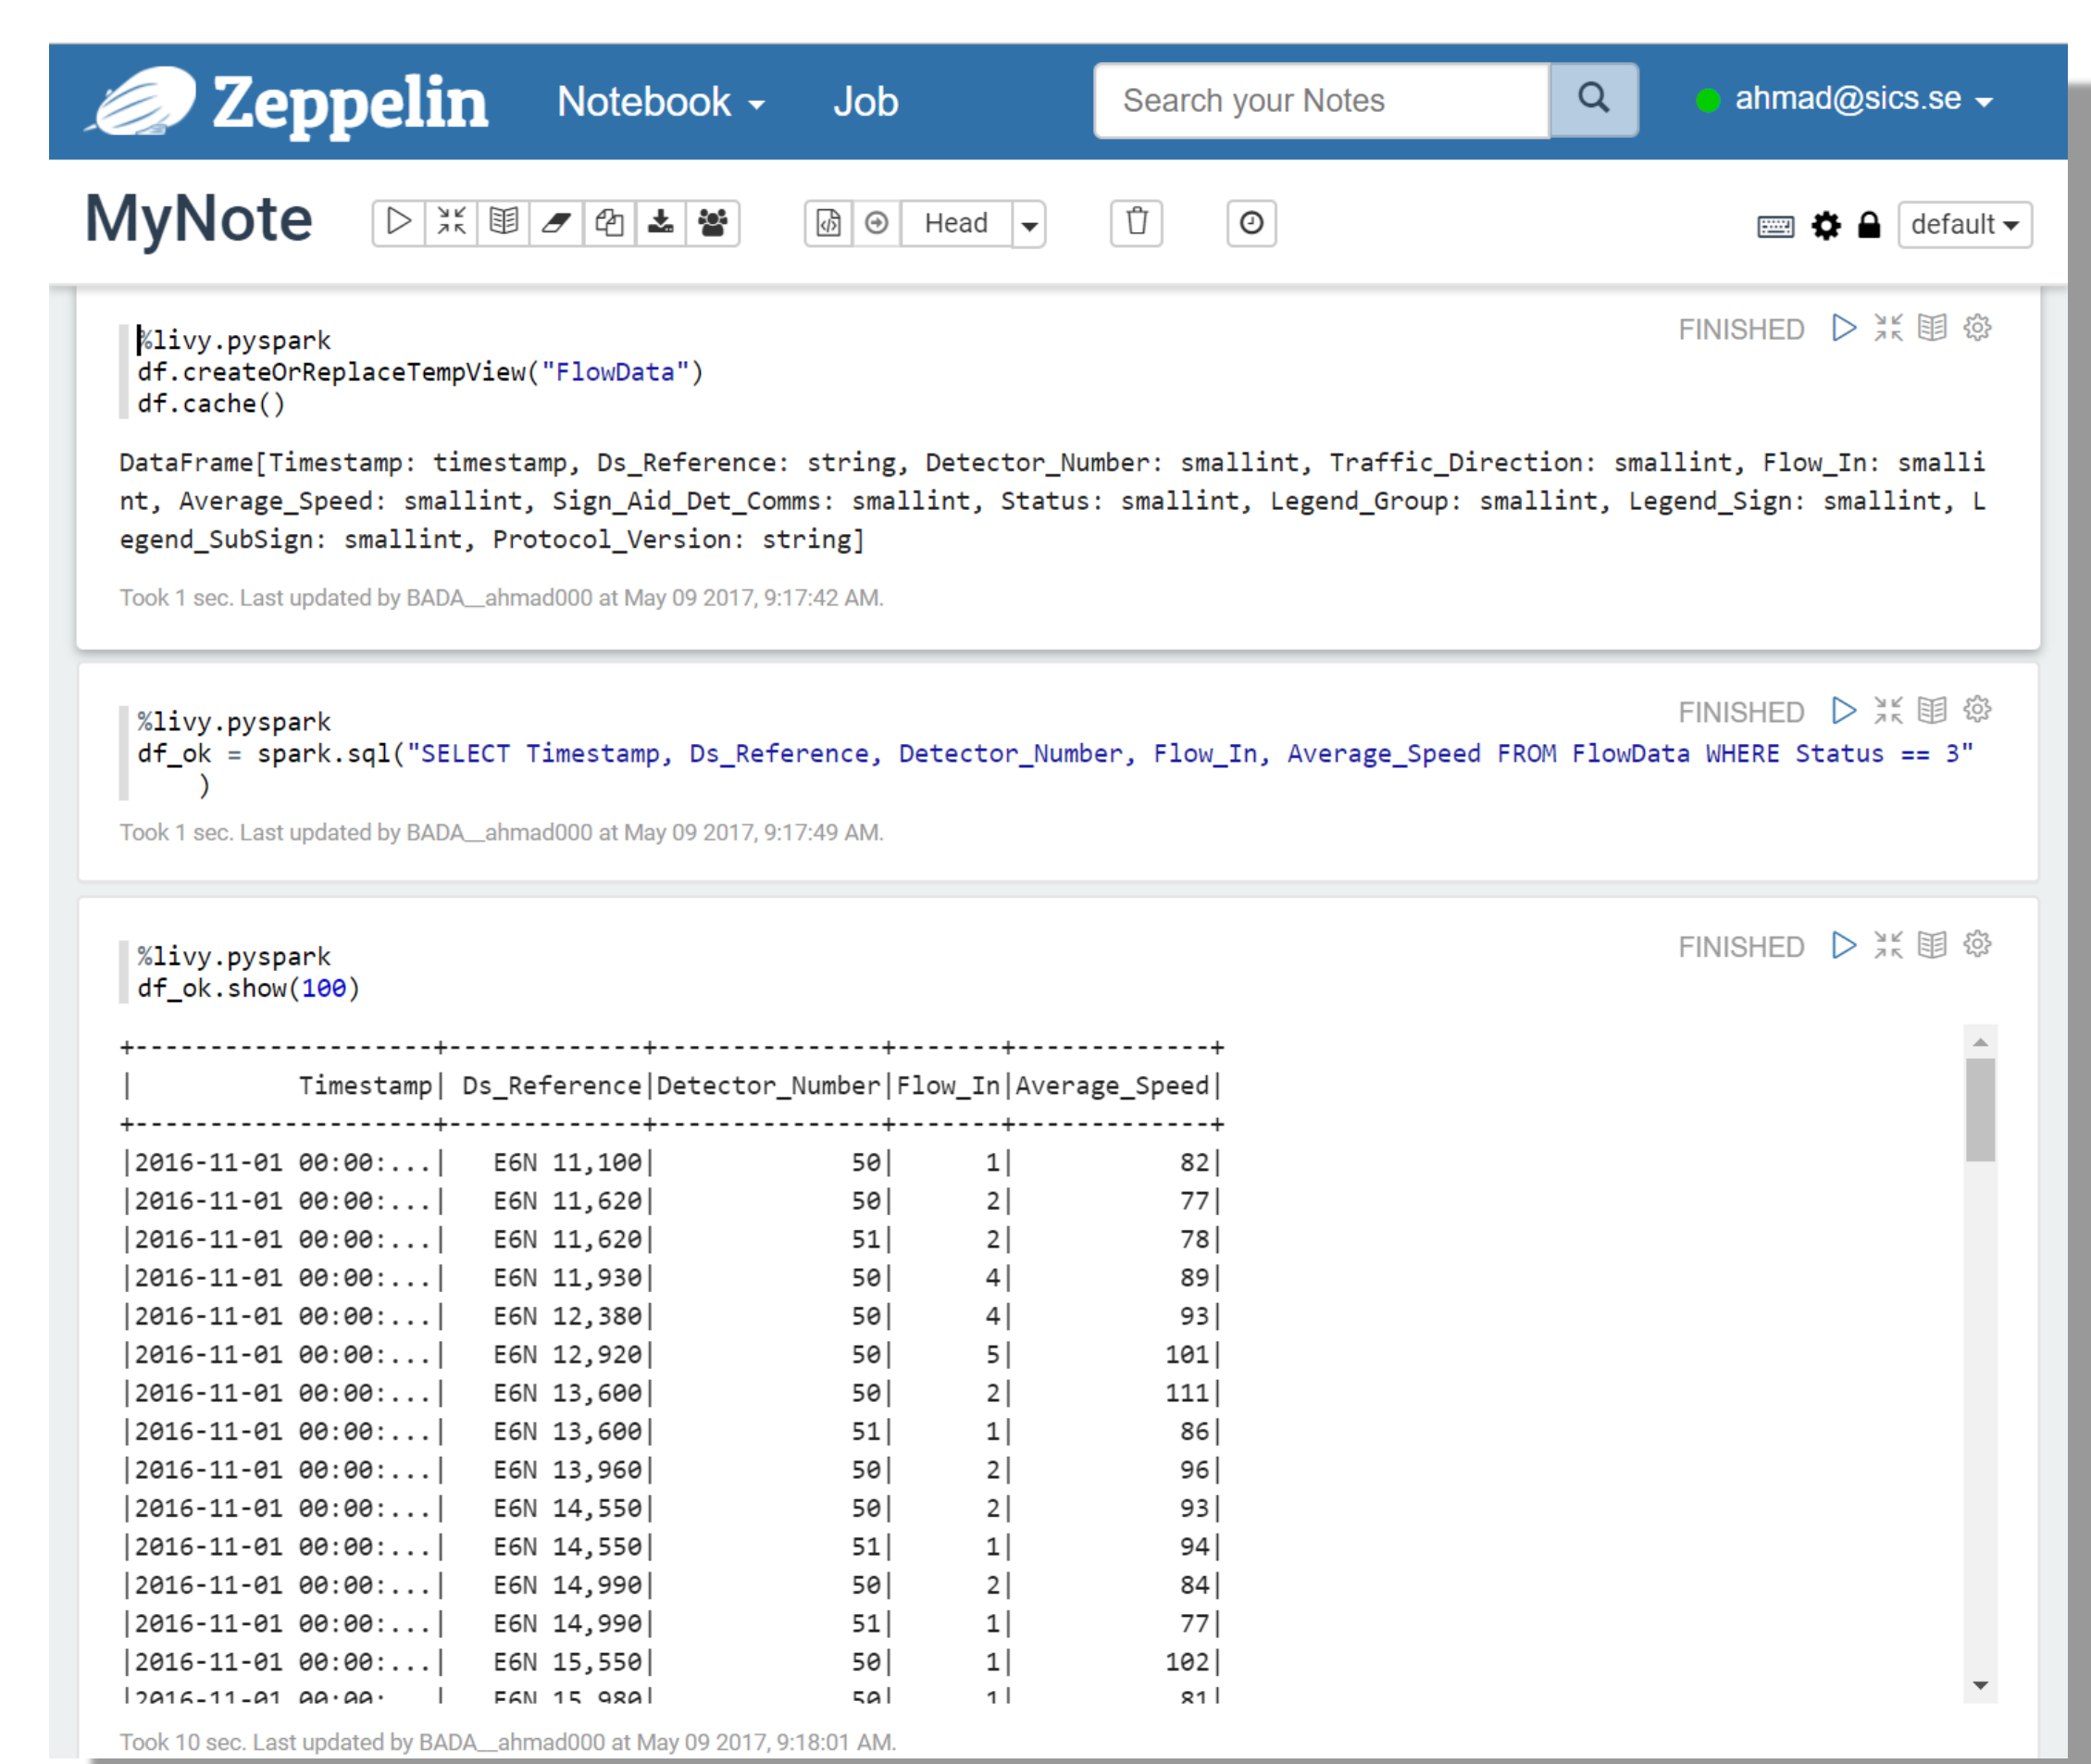 Zeppelin Notebook Job Search your Notes ahmad@sics.se
MyNote Head default
%livy.pyspark FINISHED
df.createOrReplaceTempView("FlowData")
df.cache()
DataFrame[Timestamp: timestamp, Ds_Reference: string, Detector_Number: smallint, Traffic_Direction: smallint, Flow_In: smalli
nt, Average_Speed: smallint, Sign_Aid_Det_Comms: smallint, Status: smallint, Legend_Group: smallint, Legend_Sign: smallint, L
egend_SubSign: smallint, Protocol_Version: string]
Took 1 sec. Last updated by BADA__ahmad000 at May 09 2017, 9:17:42 AM.
%livy.pyspark FINISHED
df_ok = spark.sql("SELECT Timestamp, Ds_Reference, Detector_Number, Flow_In, Average_Speed FROM FlowData WHERE Status == 3"
)
Took 1 sec. Last updated by BADA__ahmad000 at May 09 2017, 9:17:49 AM.
%livy.pyspark FINISHED
df_ok.show(100)
+--------------------+-------------+---------------+-------+-------------+
|           Timestamp| Ds_Reference|Detector_Number|Flow_In|Average_Speed|
+--------------------+-------------+---------------+-------+-------------+
|2016-11-01 00:00:...|   E6N 11,100|             50|      1|           82|
|2016-11-01 00:00:...|   E6N 11,620|             50|      2|           77|
|2016-11-01 00:00:...|   E6N 11,620|             51|      2|           78|
|2016-11-01 00:00:...|   E6N 11,930|             50|      4|           89|
|2016-11-01 00:00:...|   E6N 12,380|             50|      4|           93|
|2016-11-01 00:00:...|   E6N 12,920|             50|      5|          101|
|2016-11-01 00:00:...|   E6N 13,600|             50|      2|          111|
|2016-11-01 00:00:...|   E6N 13,600|             51|      1|           86|
|2016-11-01 00:00:...|   E6N 13,960|             50|      2|           96|
|2016-11-01 00:00:...|   E6N 14,550|             50|      2|           93|
|2016-11-01 00:00:...|   E6N 14,550|             51|      1|           94|
|2016-11-01 00:00:...|   E6N 14,990|             50|      2|           84|
|2016-11-01 00:00:...|   E6N 14,990|             51|      1|           77|
|2016-11-01 00:00:...|   E6N 15,550|             50|      1|          102|
|2016-11-01 00:00:...|   E6N 15,980|             50|      1|           81|
Took 10 sec. Last updated by BADA__ahmad000 at May 09 2017, 9:18:01 AM.